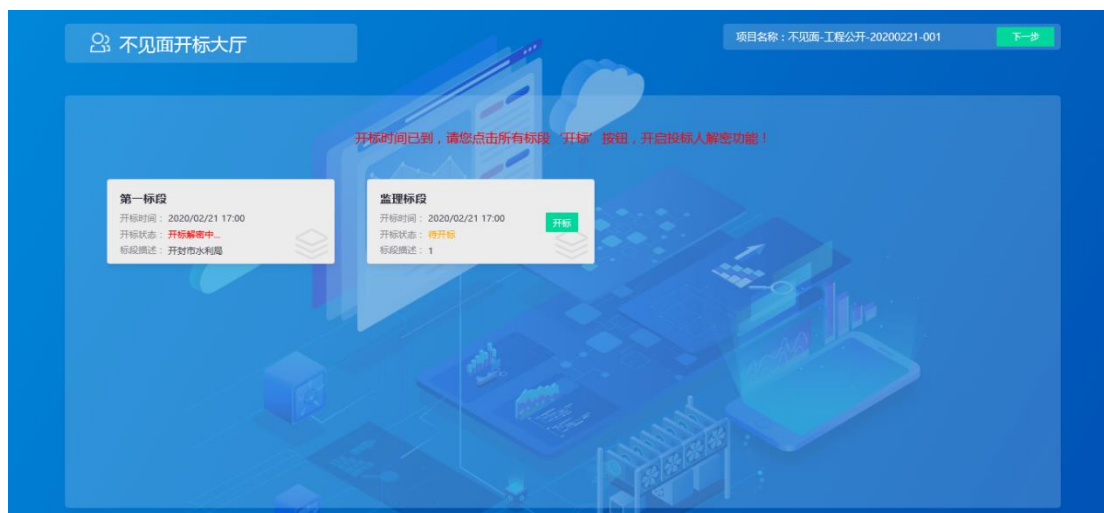 不见面开标大厅
项目名称：不见面-工程公开-20200221-001
下一步
开标时间已到，请您点击所有标段‘开标’按钮，开启投标人解密功能！
第一标段
开标时间：2020/02/21 17:00
开标状态：开标解密中...
标段描述：开封市水利局
监理标段
开标时间：2020/02/21 17:00
开标状态：待开标
标段描述：1
开标